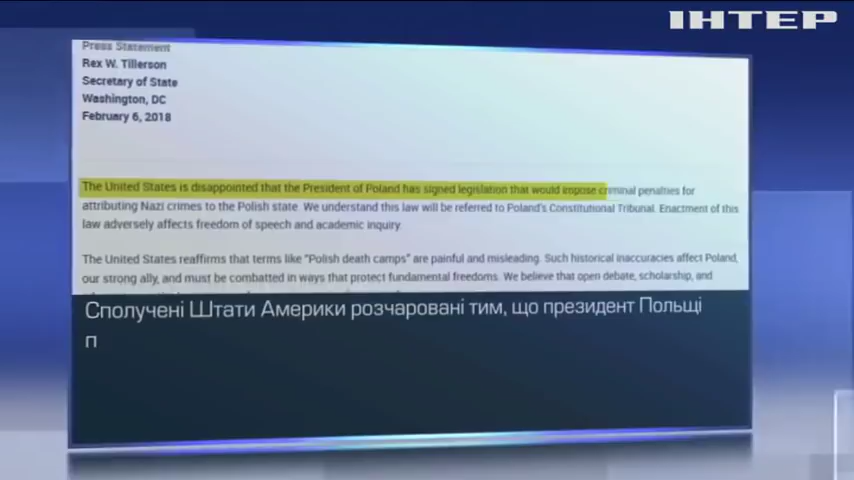 ІНТЕР
Press Statement
Rex W. Tillerson
Secretary of State
Washington, DC
February 6, 2018
The United States is disappointed that the President of Poland has signed legislation that would impose criminal penalties for
attributing Nazi crimes to the Polish state. We understand this law will be referred to Poland's Constitutional Tribunal. Enactment of this
law adversely affects freedom of speech and academic inquiry.
The United States reaffirms that terms like "Polish death camps" are painful and misleading. Such historical inaccuracies affect Poland,
our strong ally, and must be combatted in ways that protect fundamental freedoms. We believe that open debate, scholarship, and
Сполучені Штати Америки розчаровані тим, що президент Польщі
п